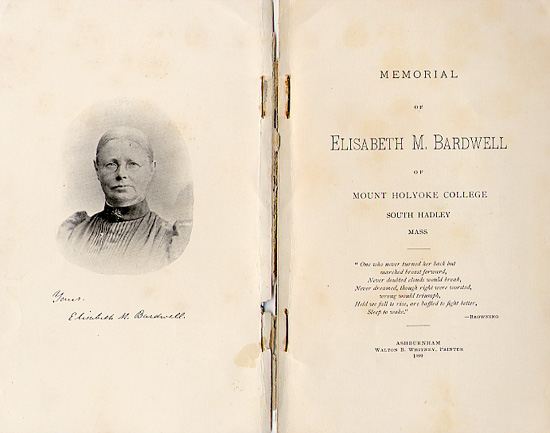 Yours.
Elisabeth M. Bardwell.
MEMORIAL
OF
ELISABETH M. BARDWELL
OF
MOUNT HOLYOKE COLLEGE
SOUTH HADLEY
MASS
"One who never turned her back but
marched breast forward,
Never doubted clouds would break,
Never dreamed, though right were worsted,
wrong would triumph,
Held we fall to rise, are baffled to fight better,
Sleep to wake."
—BROWNING
ASHBURNHAM
WALTON B. WHITNEY, PRINTER
1899